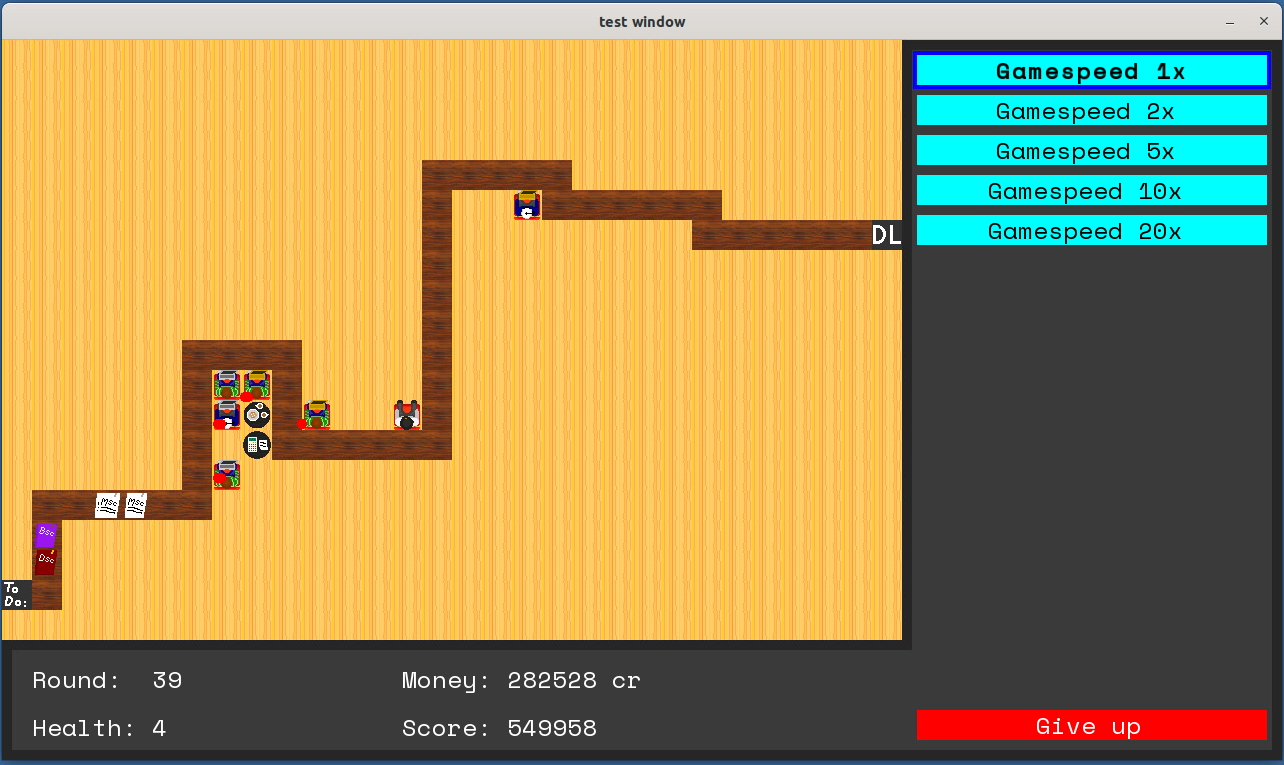 test window
Gamespeed 1x
Gamespeed 2x
Gamespeed 5x
Gamespeed 10x
Gamespeed 20x
DL
Msc
Msc
Bsc
Dsc
To
Do:
Round: 39
Money: 282528 cr
Health: 4
Score: 549958
Give up